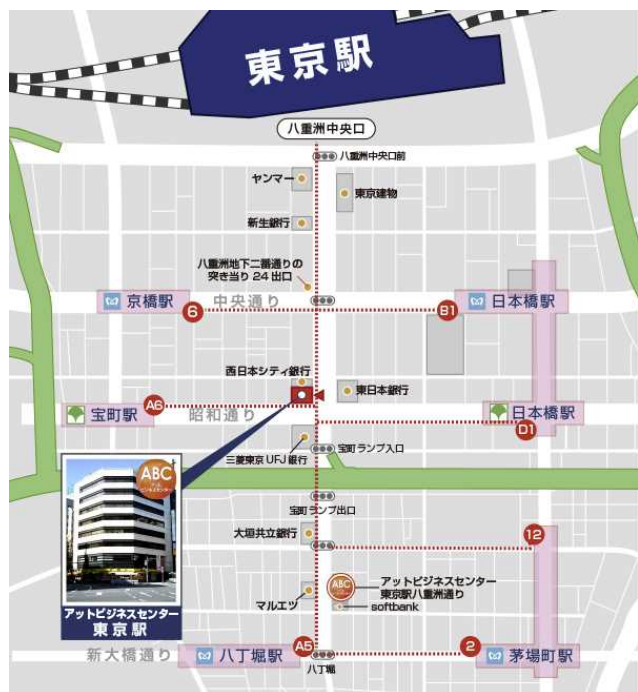 東京駅
八重洲中央口
八重洲中央口前
ヤンマー
東京建物
新生銀行
八重洲地下二番通りの
突き当り 24 出口
京橋駅
6
中央通り
B1
日本橋駅
西日本シティ銀行
東日本銀行
宝町駅
A6
昭和通り
日本橋駅
D1
三菱東京UFJ銀行
宝町ランプ入口
ABC
宝町ランプ出口
大垣共立銀行
12
ABC
アットビジネスセンター
東京駅八重洲通り
マルエツ
softbank
アットビジネスセンター
東京駅
新大橋通り
八丁堀駅
A5
八丁堀
2
茅場町駅